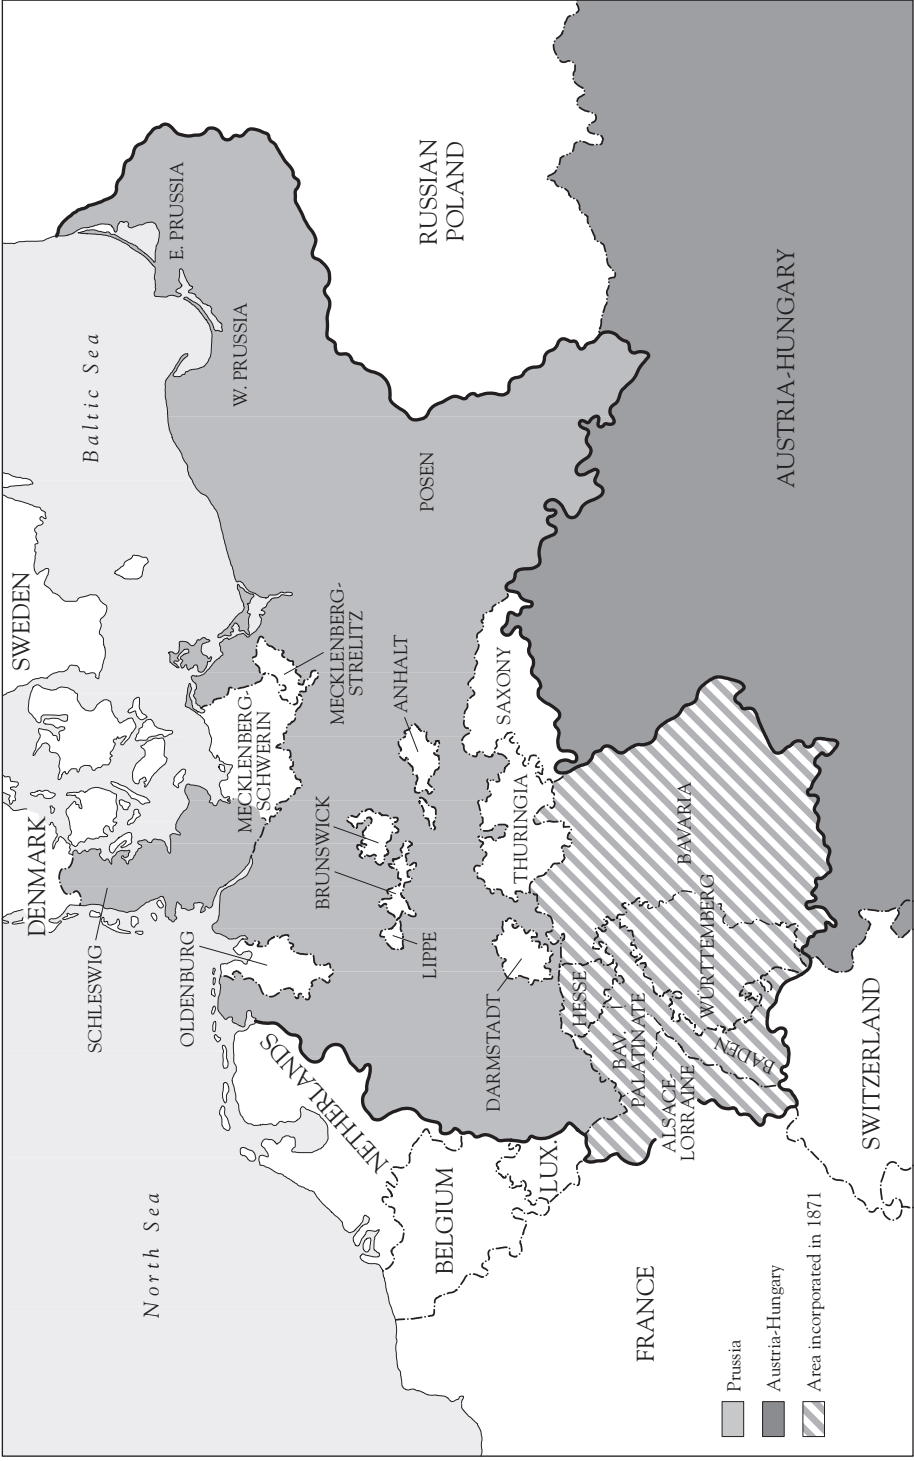 SWEDEN
DENMARK
Baltic Sea
North Sea
SCHLESWIG
OLDENBURG
E. PRUSSIA
W. PRUSSIA
MECKLENBERG-
SCHWERIN
MECKLENBERG-
STRELITZ
POSEN
RUSSIAN
POLAND
NETHERLANDS
BRUNSWICK
ANHALT
LIPPE
BELGIUM
LUX.
DARMSTADT
THURINGIA
SAXONY
HESSE
BAV.
PALATINATE
ALSACE-
LORRAINE
BADEN
WÜRTTEMBERG
BAVARIA
AUSTRIA-HUNGARY
FRANCE
SWITZERLAND
Prussia
Austria-Hungary
Area incorporated in 1871